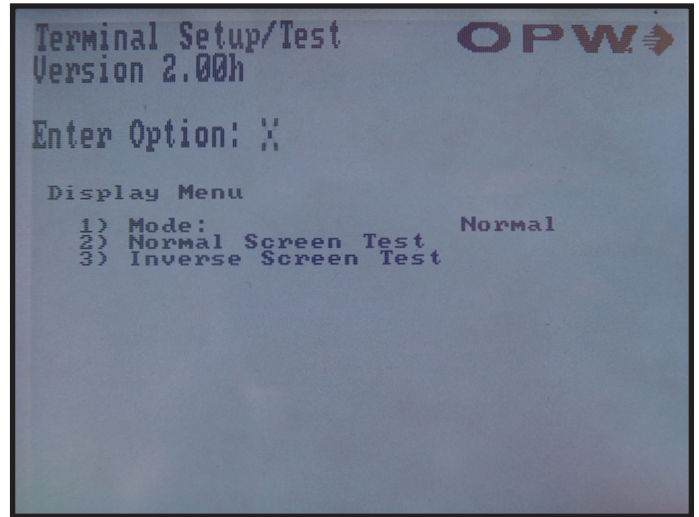 Terminal Setup/Test
OPW
Version 2.00h
Enter Option: X
Display Menu
1) Mode: Normal
2) Normal Screen Test
3) Inverse Screen Test